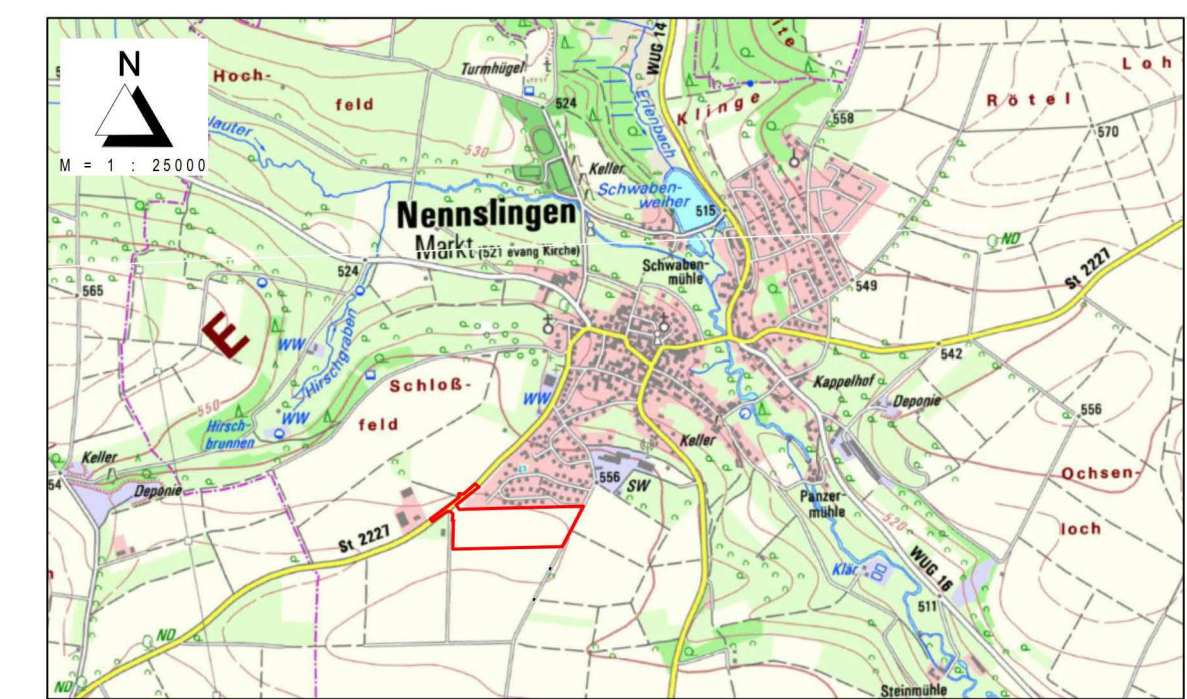 N
M = 1 : 25000
Hoch-
feld
Turmhügel
524
WUG 14
Erlenbach
Klinge
558
Rötel
Loh
570
530
Keller
Schwaben-
weiher
515
Nennslingen
Markt (521 evang Kirche)
Schwaben-
mühle
ND
St 2227
549
524
565
E
WW
Hirschgraben
Schloß-
feld
550
WW
Hirsch-
brunnen
WW
542
Kappelhof
Deponie
556
Keller
Keller
54
Deponie
556
SW
Ochsen-
loch
Panzer-
mühle
520
St 2227
Klär
WUG 16
511
ND
ND
Steinmühle